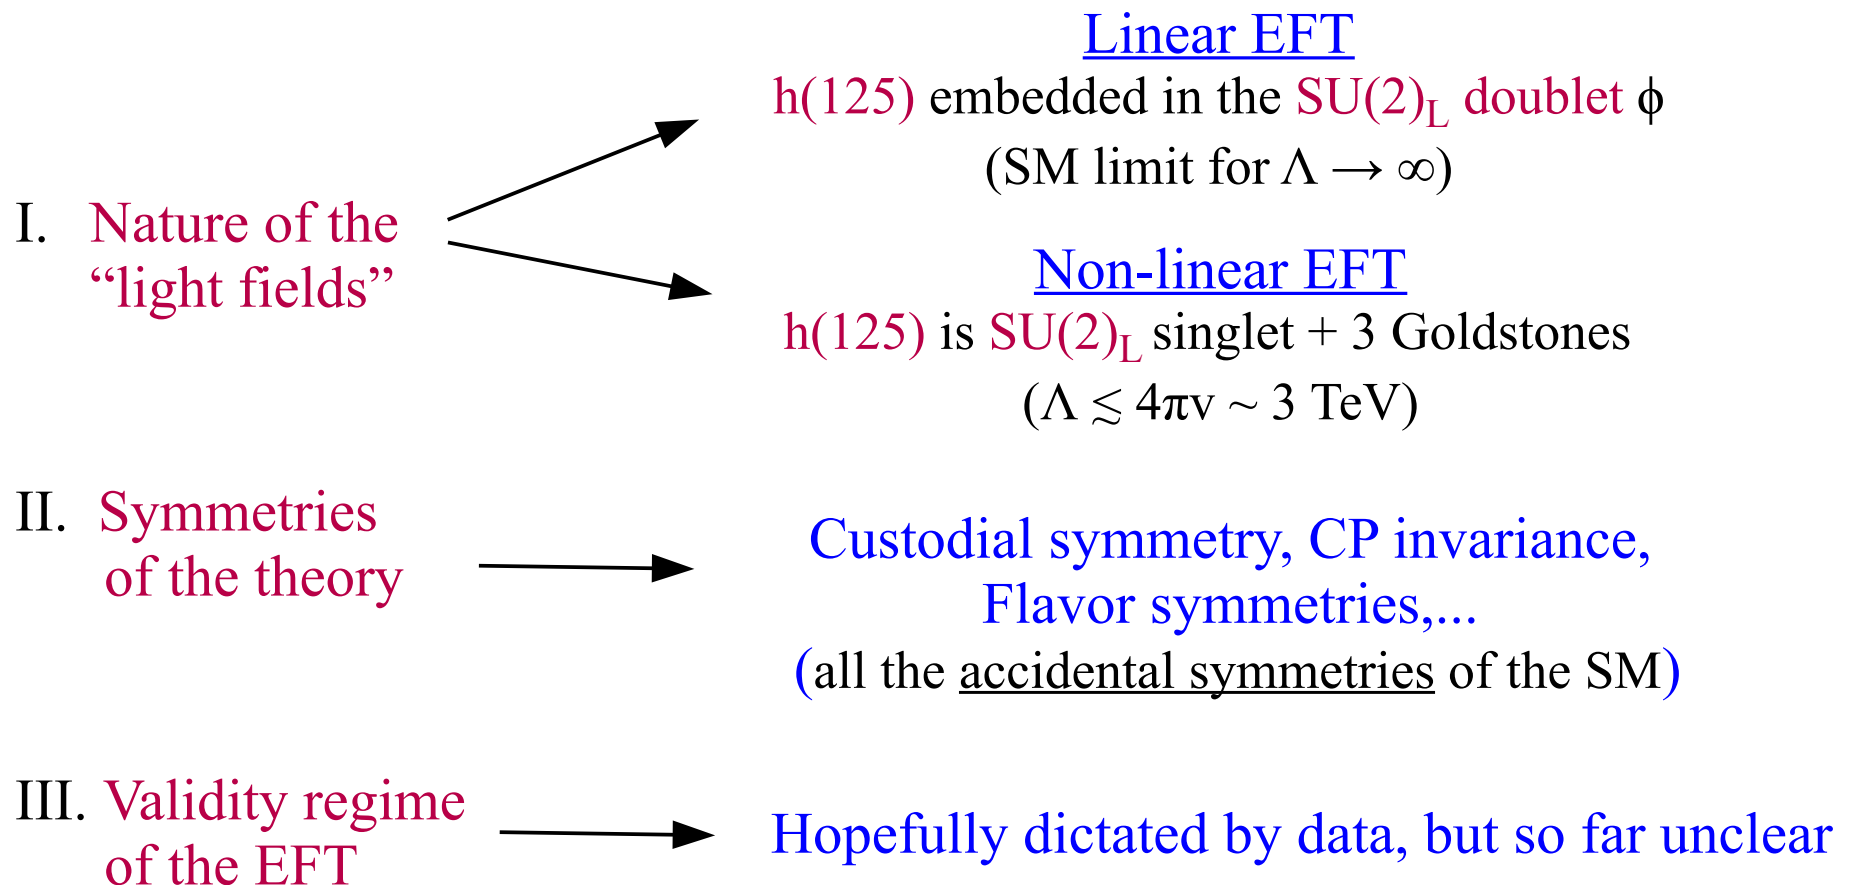 Linear EFT
h(125) embedded in the SU(2)L doublet ϕ
(SM limit for Λ → ∞)
I. Nature of the
“light fields”
Non-linear EFT
h(125) is SU(2)L singlet + 3 Goldstones
(Λ ≲ 4πv ~ 3 TeV)
II. Symmetries
of the theory
Custodial symmetry, CP invariance,
Flavor symmetries,...
(all the accidental symmetries of the SM)
III. Validity regime
of the EFT
Hopefully dictated by data, but so far unclear